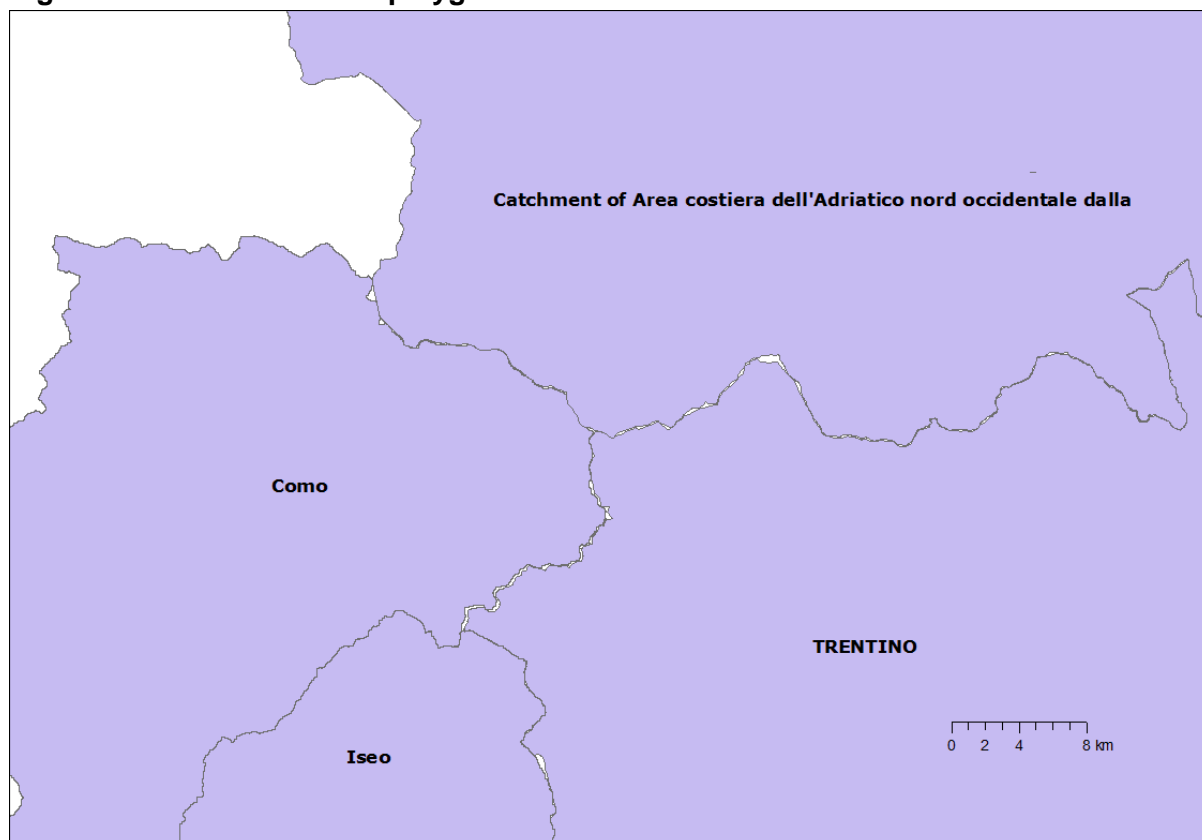 Catchment of Area costiera dell'Adriatico nord occidentale dalla
Como
TRENTINO
0 2 4 8 km
Iseo